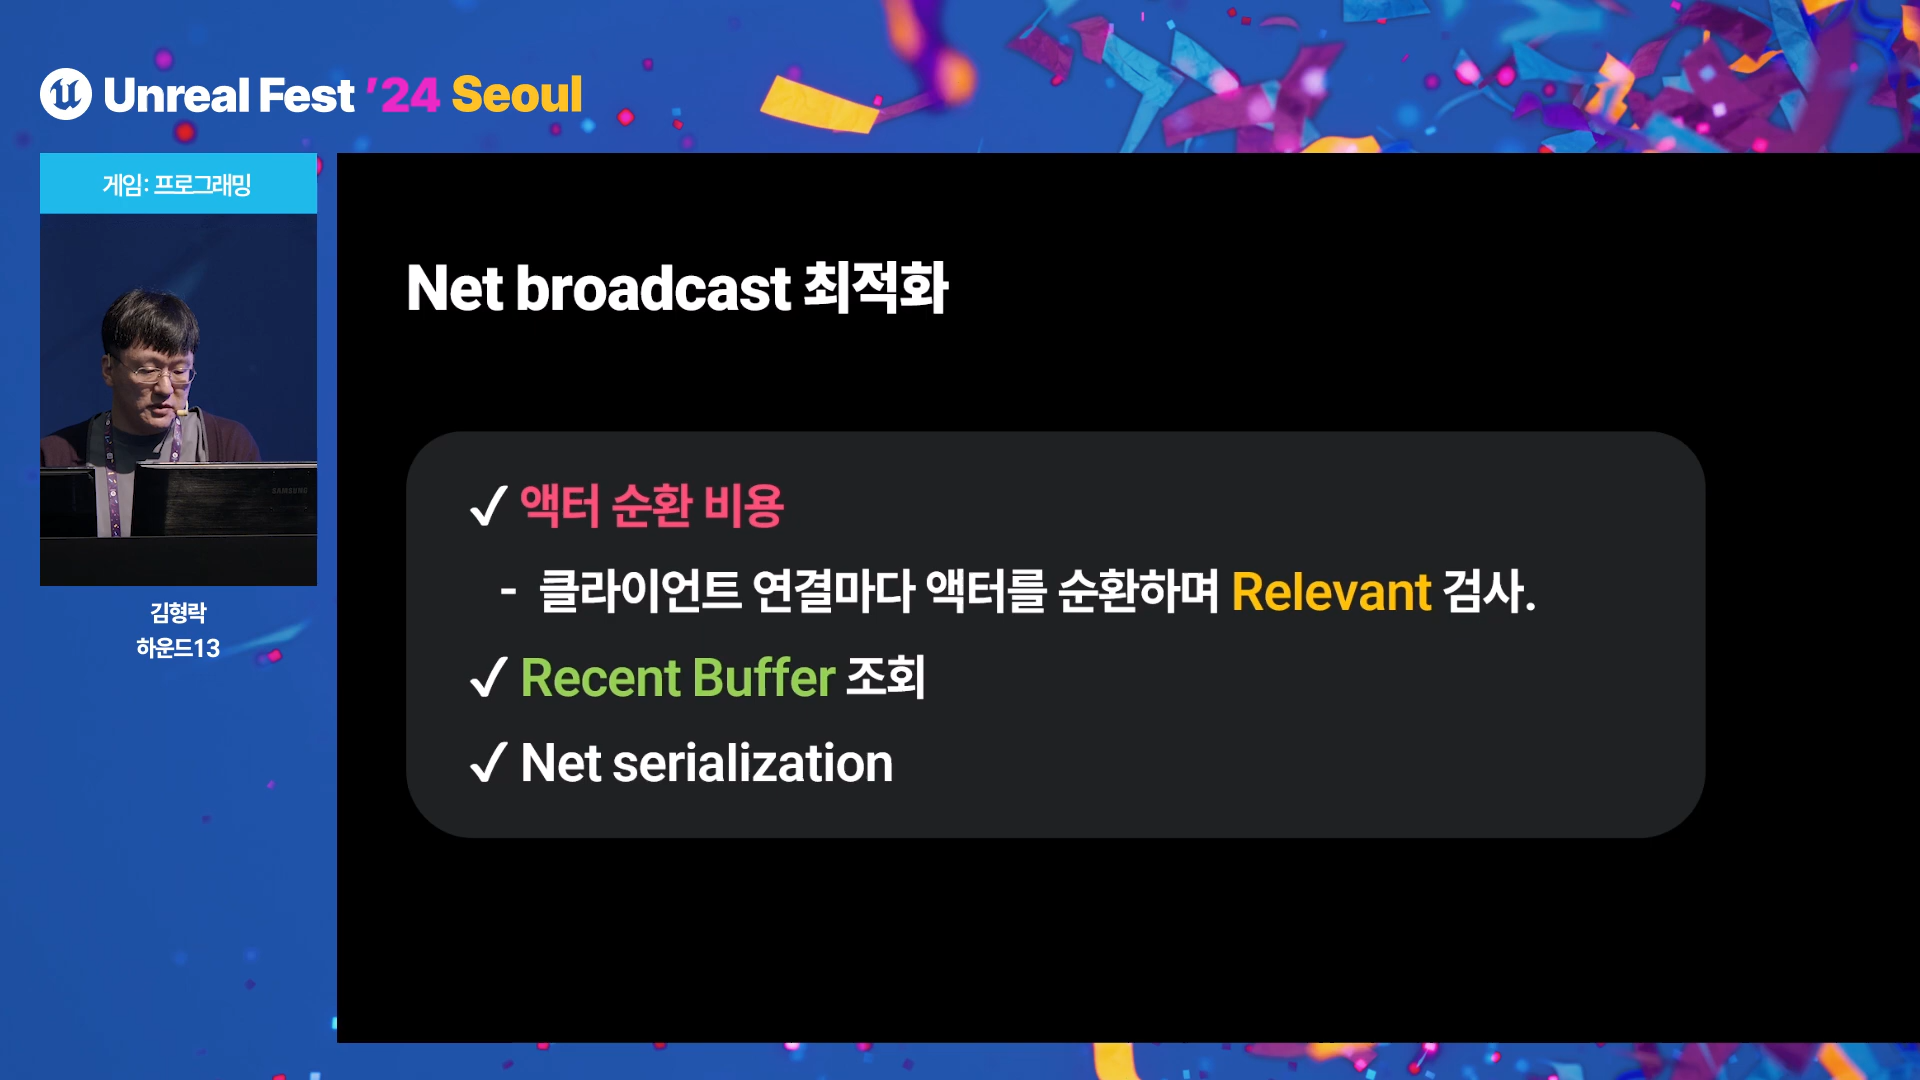 Unreal Fest '24 Seoul
게임: 프로그래밍
SAMSUNG
김형락
하운드13
Net broadcast 최적화
✓ 액터 순환 비용
- 클라이언트 연결마다 액터를 순환하며 Relevant 검사.
✓ Recent Buffer 조회
✓ Net serialization